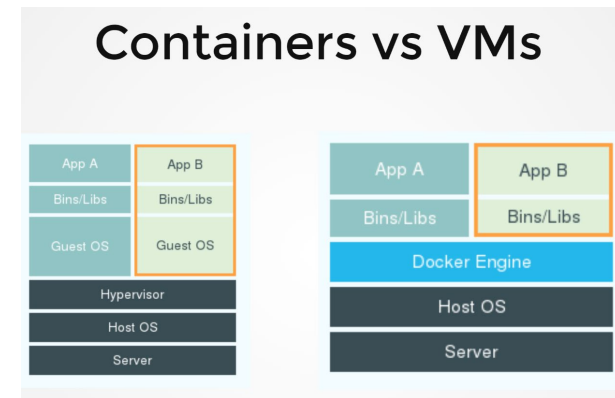 Containers vs VMs
App A
App B
Bins/Libs
Bins/Libs
Guest OS
Guest OS
Hypervisor
Host OS
Server
App A
App B
Bins/Libs
Bins/Libs
Docker Engine
Host OS
Server